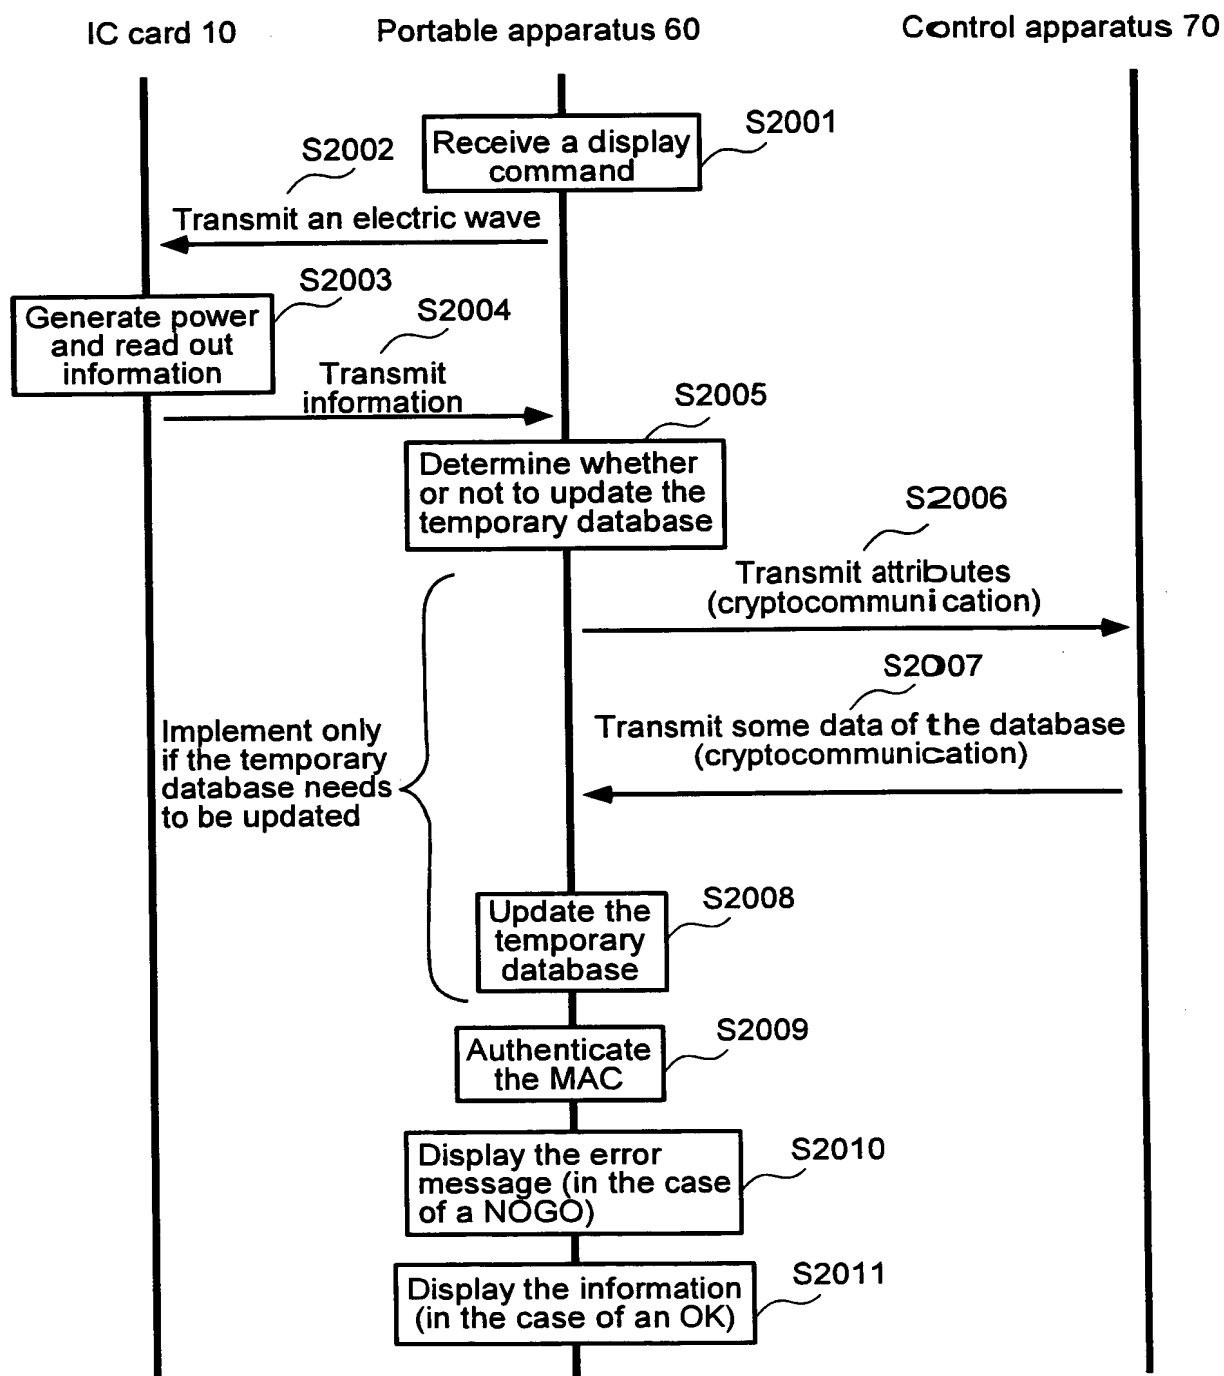 IC card 10
Portable apparatus 60
Control apparatus 70
S2001
Receive a display
command
S2002
Transmit an electric wave
S2003
Generate power
and read out
information
S2004
Transmit
information
S2005
Determine whether
or not to update the
temporary database
S2006
Transmit attributes
(cryptocommunication)
S2007
Transmit some data of the database
(cryptocommunication)
Implement only
if the temporary
database needs
to be updated
S2008
Update the
temporary
database
S2009
Authenticate
the MAC
S2010
Display the error
message (in the case
of a NOGO)
S2011
Display the information
(in the case of an OK)